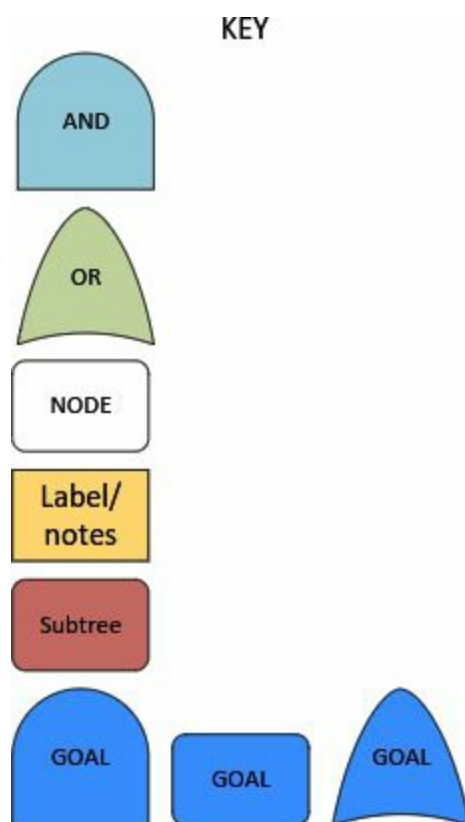 KEY
AND
OR
NODE
Label/
notes
Subtree
GOAL
GOAL
GOAL